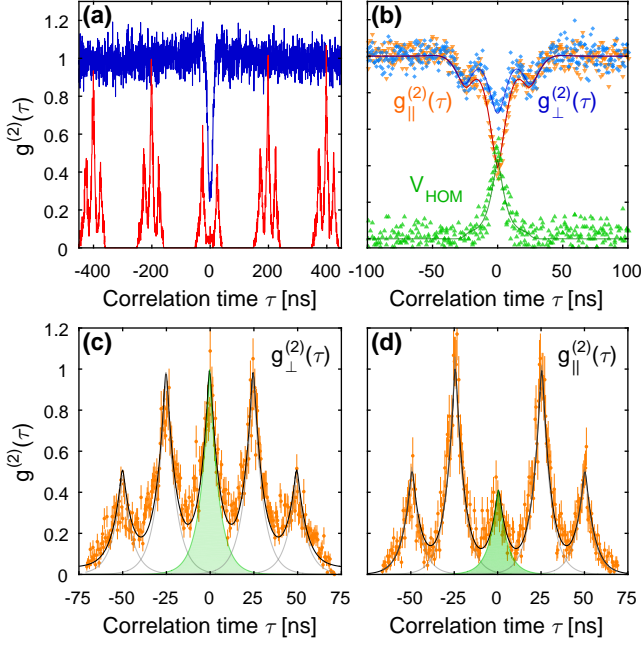 (a)
g(2)(τ)
1.2
1
0.8
0.6
0.4
0.2
0
-400 -200 0 200 400
Correlation time τ [ns]
(b)
g∥(2)(τ)
g⊥(2)(τ)
VHOM
-100 -50 0 50 100
Correlation time τ [ns]
(c)
g⊥(2)(τ)
g(2)(τ)
1.2
1
0.8
0.6
0.4
0.2
0
-75 -50 -25 0 25 50 75
Correlation time τ [ns]
(d)
g∥(2)(τ)
-50 -25 0 25 50 75
Correlation time τ [ns]